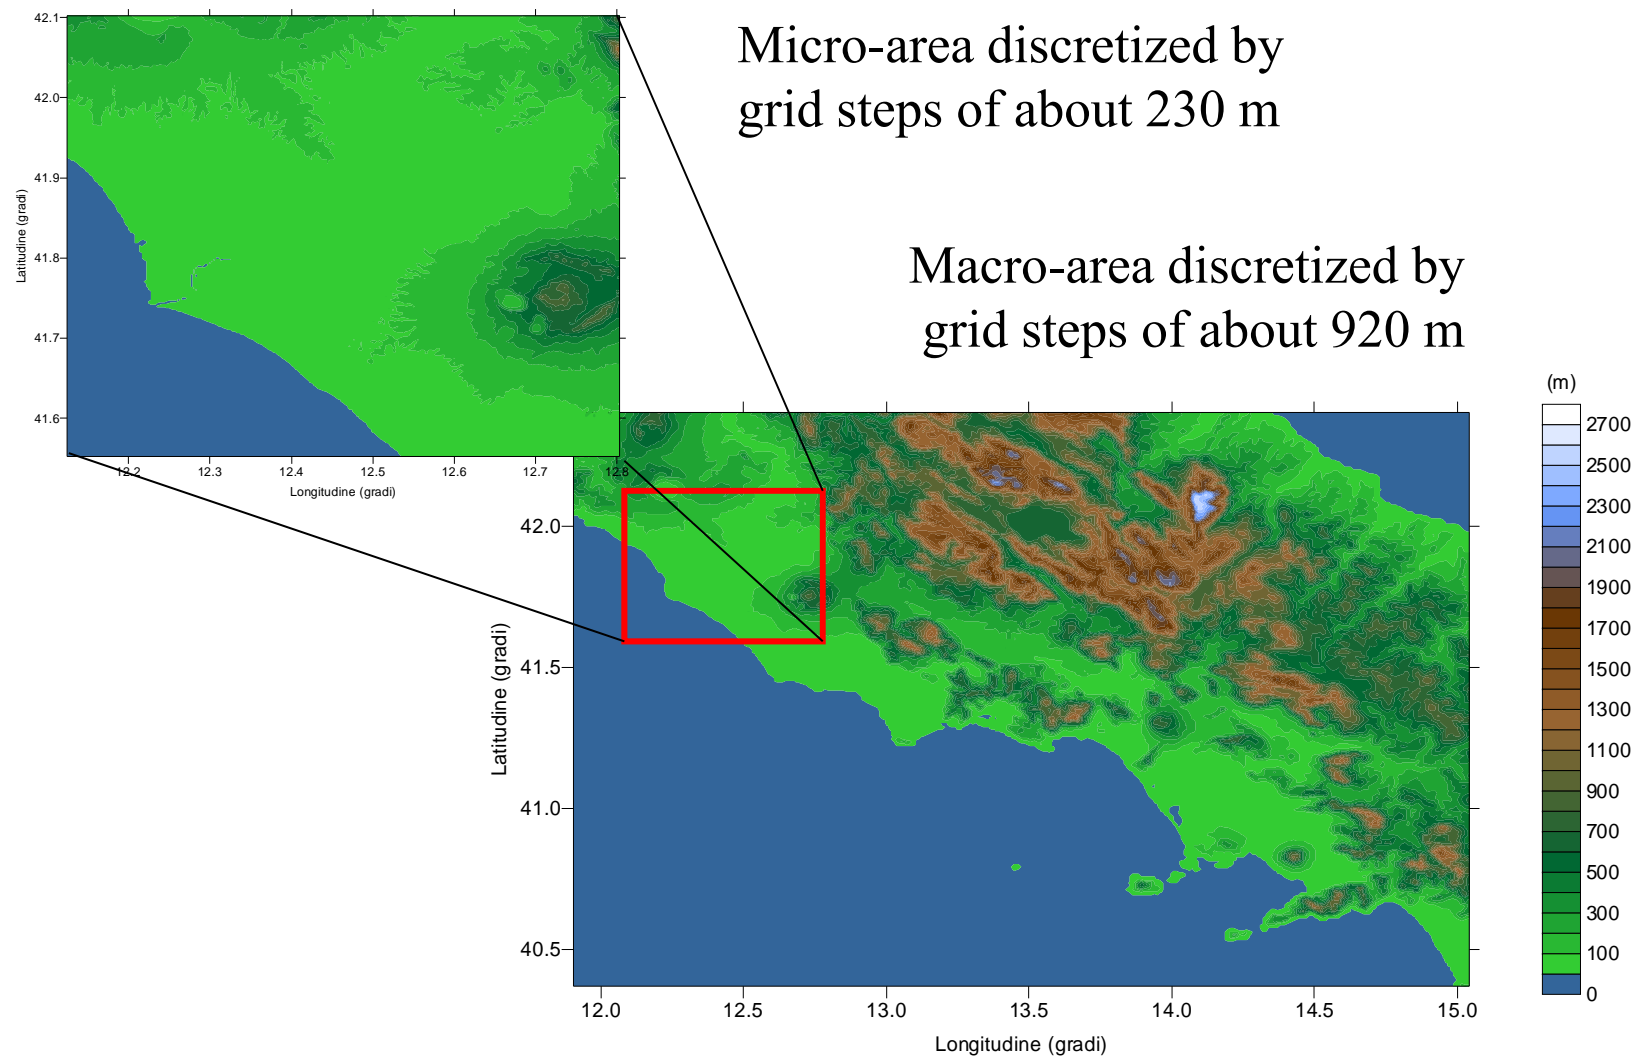 Micro-area discretized by
grid steps of about 230 m
42.1
42.0
41.9
41.8
41.7
41.6
Latitudine (gradi)
12.2 12.3 12.4 12.5 12.6 12.7 12.8
Longitudine (gradi)
Macro-area discretized by
grid steps of about 920 m
42.0
41.5
41.0
40.5
Latitudine (gradi)
12.0 12.5 13.0 13.5 14.0 14.5 15.0
Longitudine (gradi)
(m)
2700
2500
2300
2100
1900
1700
1500
1300
1100
900
700
500
300
100
0